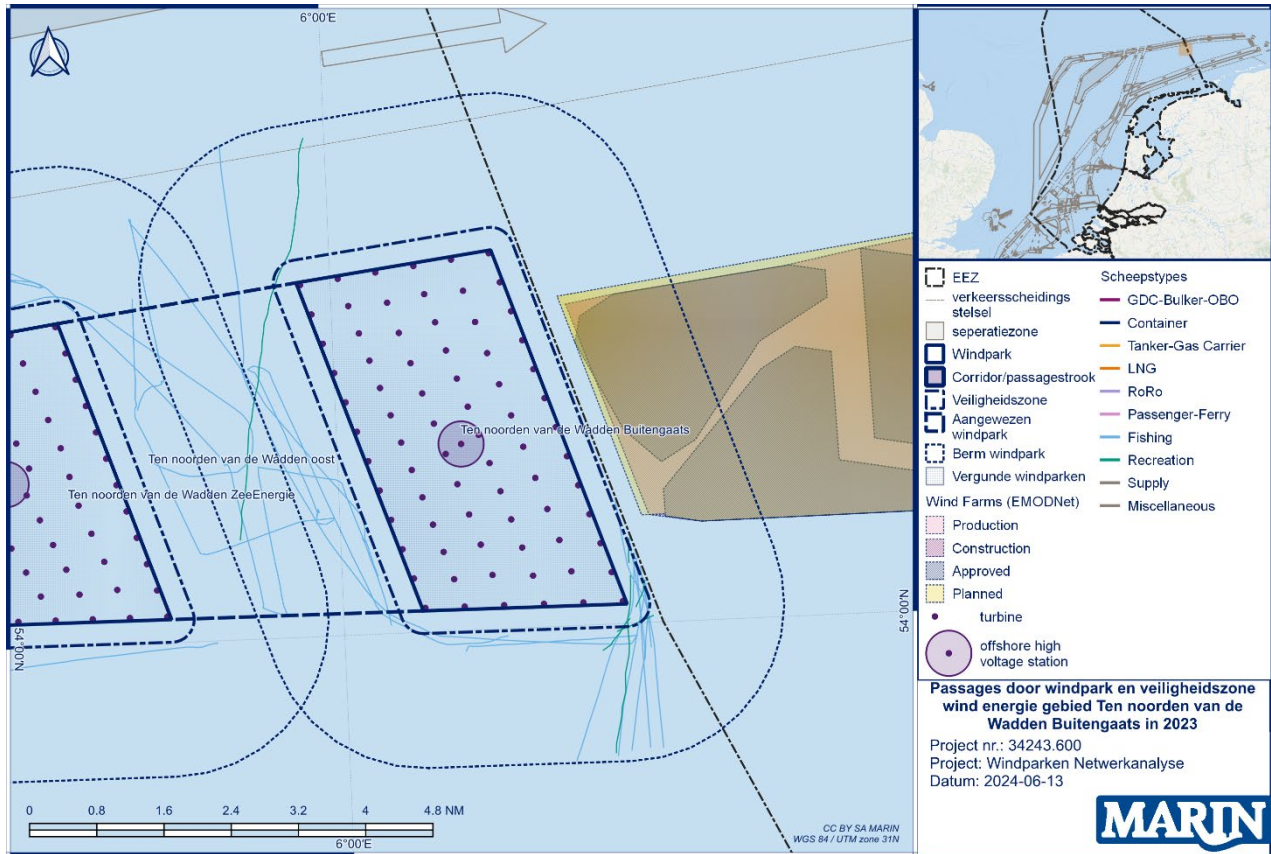 6°00'E
Ten noorden van de Wadden Buitengaats
Ten noorden van de Wadden oost
Ten noorden van de Wadden ZeeEnergie
54°00'N
54°00'N
0 0.8 1.6 2.4 3.2 4 4.8 NM
6°00'E
CC BY SA MARIN
WGS 84 / UTM zone 31N
EEZ
verkeersscheidings
stelsel
seperatiezone
Windpark
Corridor/passagestrook
Veiligheidszone
Aangewezen
windpark
Berm windpark
Vergunde windparken
Wind Farms (EMODNet)
Production
Construction
Approved
Planned
turbine
offshore high
voltage station
Scheepstypes
GDC-Bulker-OBO
Container
Tanker-Gas Carrier
LNG
RoRo
Passenger-Ferry
Fishing
Recreation
Supply
Miscellaneous
Passages door windpark en veiligheidszone
wind energie gebied Ten noorden van de
Wadden Buitengaats in 2023
Project nr.: 34243.600
Project: Windparken Netwerkanalyse
Datum: 2024-06-13
MARIN